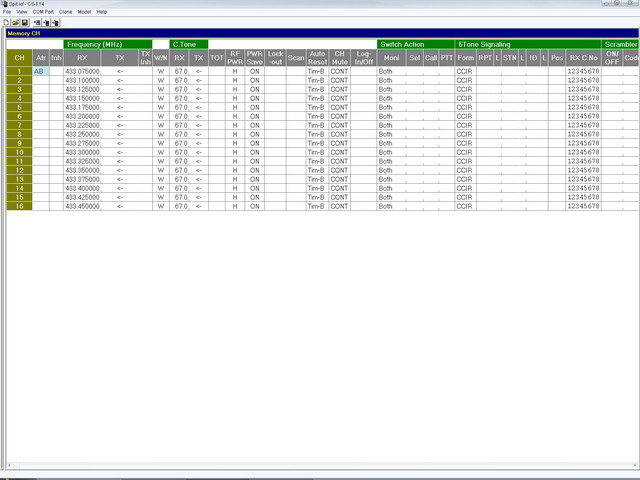 Spit.icf - CS-F14
File View COM Port Clone Model Help
Memory CH
Frequency (MHz) C.Tone Switch Action 5Tone Signaling Scrambler
CH Atr Inh RX TX TX Inh W/N RX TX TOT RF PWR PWR Save Lock -out Scan Auto Reset CH Mute Log- In/Off Moni Sel Call PTT Form RPT L STN L ID L Pos RX C.No ON/ OFF Code
1 AB 433.075000 <- W 67.0 <- H ON Tim-B CONT Both CCIR 12345678
2 433.100000 <- W 67.0 <- H ON Tim-B CONT Both CCIR 12345678
3 433.125000 <- W 67.0 <- H ON Tim-B CONT Both CCIR 12345678
4 433.150000 <- W 67.0 <- H ON Tim-B CONT Both CCIR 12345678
5 433.175000 <- W 67.0 <- H ON Tim-B CONT Both CCIR 12345678
6 433.200000 <- W 67.0 <- H ON Tim-B CONT Both CCIR 12345678
7 433.225000 <- W 67.0 <- H ON Tim-B CONT Both CCIR 12345678
8 433.250000 <- W 67.0 <- H ON Tim-B CONT Both CCIR 12345678
9 433.275000 <- W 67.0 <- H ON Tim-B CONT Both CCIR 12345678
10 433.300000 <- W 67.0 <- H ON Tim-B CONT Both CCIR 12345678
11 433.325000 <- W 67.0 <- H ON Tim-B CONT Both CCIR 12345678
12 433.350000 <- W 67.0 <- H ON Tim-B CONT Both CCIR 12345678
13 433.375000 <- W 67.0 <- H ON Tim-B CONT Both CCIR 12345678
14 433.400000 <- W 67.0 <- H ON Tim-B CONT Both CCIR 12345678
15 433.425000 <- W 67.0 <- H ON Tim-B CONT Both CCIR 12345678
16 433.450000 <- W 67.0 <- H ON Tim-B CONT Both CCIR 12345678